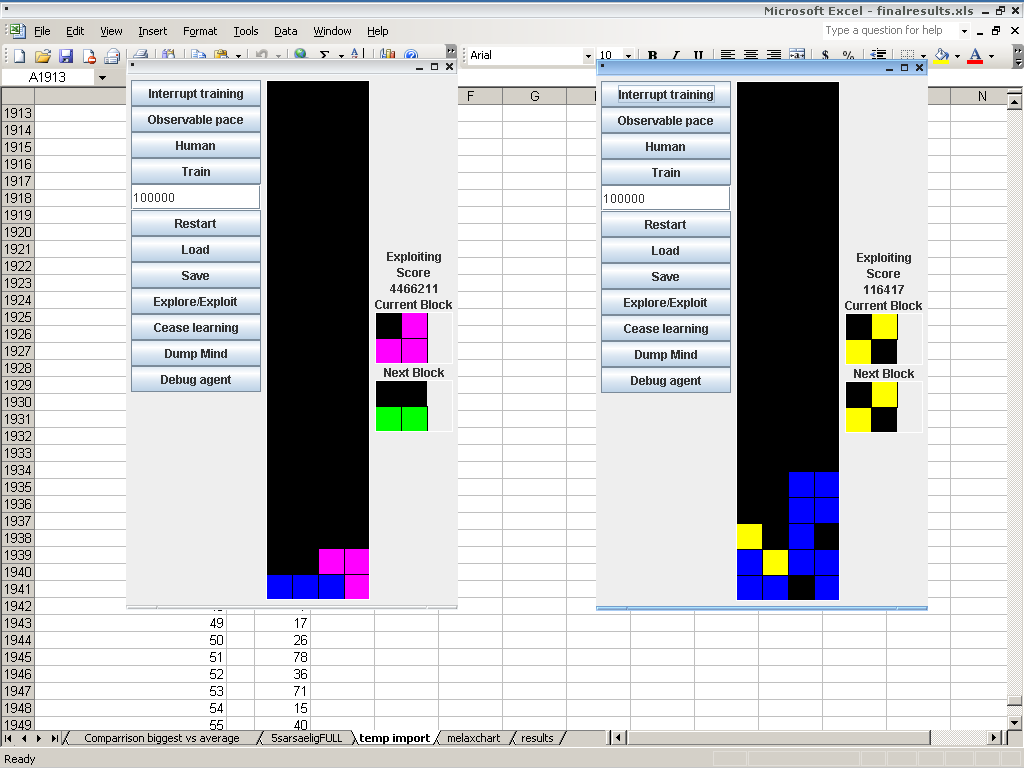 Microsoft Excel - finalresults.xls
File Edit View Insert Format Tools Data Window Help
Type a question for help
Arial 10 B I U $ %
A1913
F G N
Interrupt training
Observable pace
Human
Train
100000
Restart
Load
Save
Explore/Exploit
Cease learning
Dump Mind
Debug agent
Exploiting
Score
4466211
Current Block
Next Block
Interrupt training
Observable pace
Human
Train
100000
Restart
Load
Save
Explore/Exploit
Cease learning
Dump Mind
Debug agent
Exploiting
Score
116417
Current Block
Next Block
1913
1914
1915
1916
1917
1918
1919
1920
1921
1922
1923
1924
1925
1926
1927
1928
1929
1930
1931
1932
1933
1934
1935
1936
1937
1938
1939
1940
1941
1942
1943 49 17
1944 50 26
1945 51 78
1946 52 36
1947 53 71
1948 54 15
1949 55 40
Comparrison biggest vs average 5sarsaeligFULL temp import melaxchart results
Ready